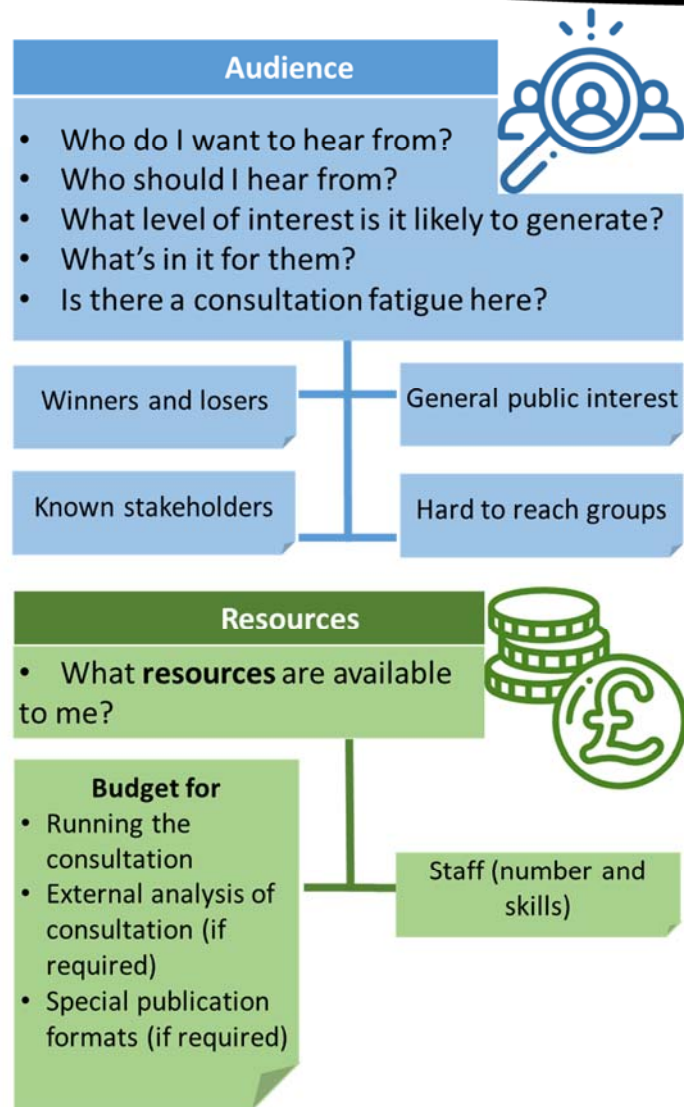 Audience
• Who do I want to hear from?
• Who should I hear from?
• What level of interest is it likely to generate?
• What's in it for them?
• Is there a consultation fatigue here?
Winners and losers
General public interest
Known stakeholders
Hard to reach groups
Resources
• What resources are available
to me?
£
Budget for
• Running the
consultation
• External analysis of
consultation (if
required)
• Special publication
formats (if required)
Staff (number and
skills)